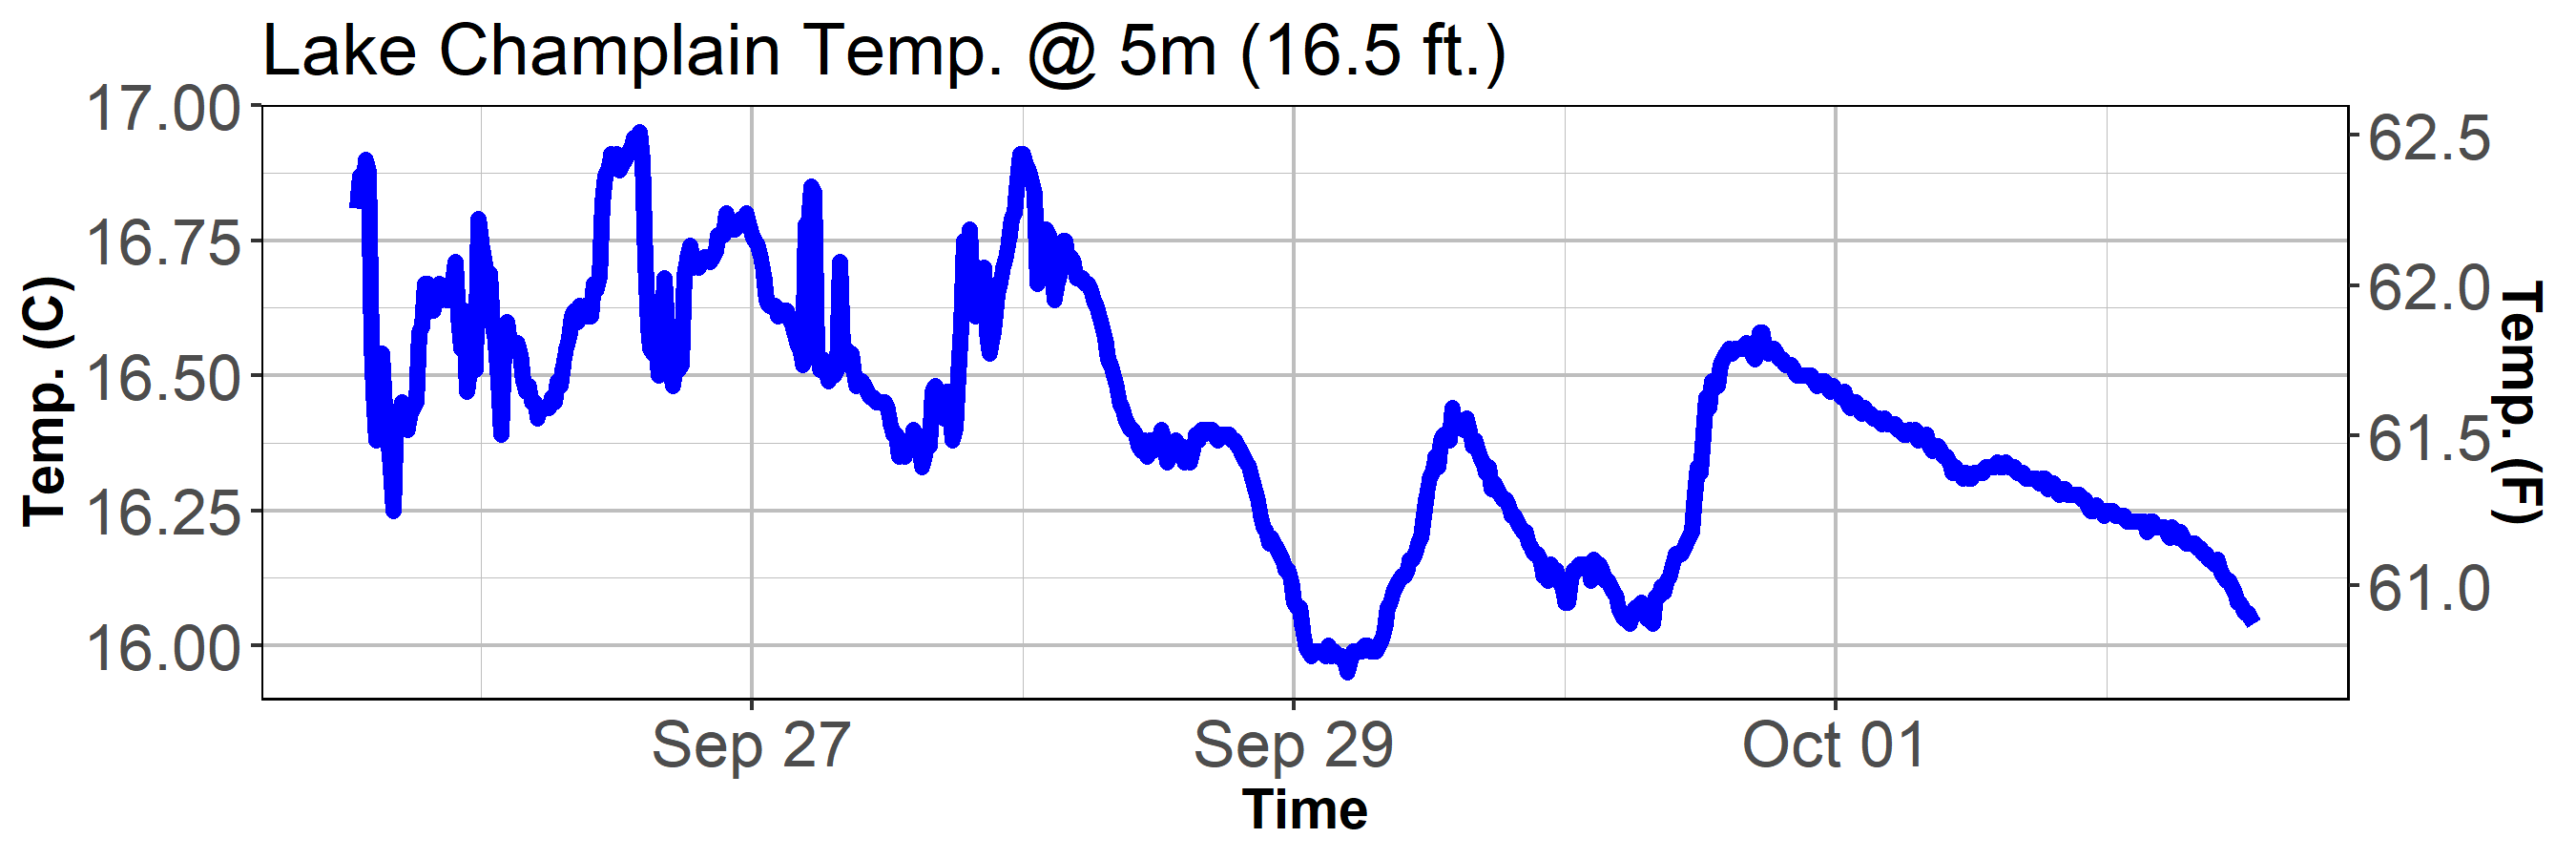 Lake Champlain Temp. @ 5m (16.5 ft.)
17.00
16.75
16.50
16.25
16.00
Temp. (C)
62.5
62.0
61.5
61.0
Temp. (F)
Sep 27
Sep 29
Oct 01
Time